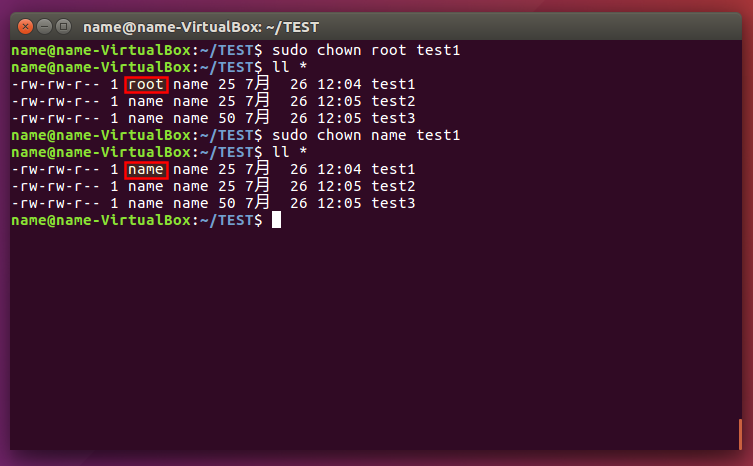 name@name-VirtualBox: ~/TEST
name@name-VirtualBox:~/TEST$ sudo chown root test1
name@name-VirtualBox:~/TEST$ ll *
-rw-rw-r-- 1 root name 25 7月  26 12:04 test1
-rw-rw-r-- 1 name name 25 7月  26 12:05 test2
-rw-rw-r-- 1 name name 50 7月  26 12:05 test3
name@name-VirtualBox:~/TEST$ sudo chown name test1
name@name-VirtualBox:~/TEST$ ll *
-rw-rw-r-- 1 name name 25 7月  26 12:04 test1
-rw-rw-r-- 1 name name 25 7月  26 12:05 test2
-rw-rw-r-- 1 name name 50 7月  26 12:05 test3
name@name-VirtualBox:~/TEST$